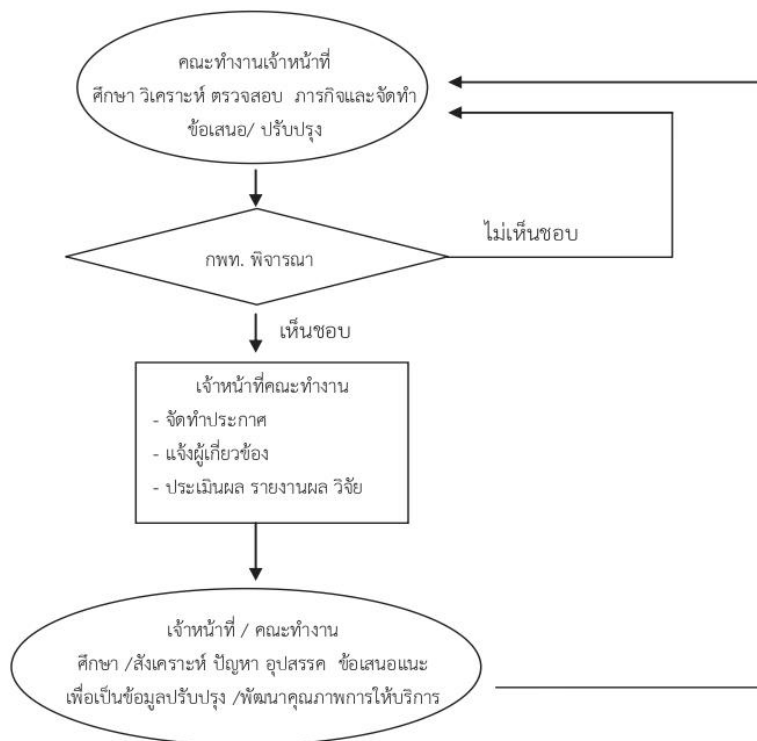 คณะทำงานเจ้าหน้าที่
ศึกษา วิเคราะห์ ตรวจสอบ ภารกิจและจัดทำ
ข้อเสนอ/ ปรับปรุง
กพท. พิจารณา
ไม่เห็นชอบ
เห็นชอบ
เจ้าหน้าที่คณะทำงาน
- จัดทำประกาศ
- แจ้งผู้เกี่ยวข้อง
- ประเมินผล รายงานผล วิจัย
เจ้าหน้าที่ / คณะทำงาน
ศึกษา /สังเคราะห์ ปัญหา อุปสรรค ข้อเสนอแนะ
เพื่อเป็นข้อมูลปรับปรุง /พัฒนาคุณภาพการให้บริการ